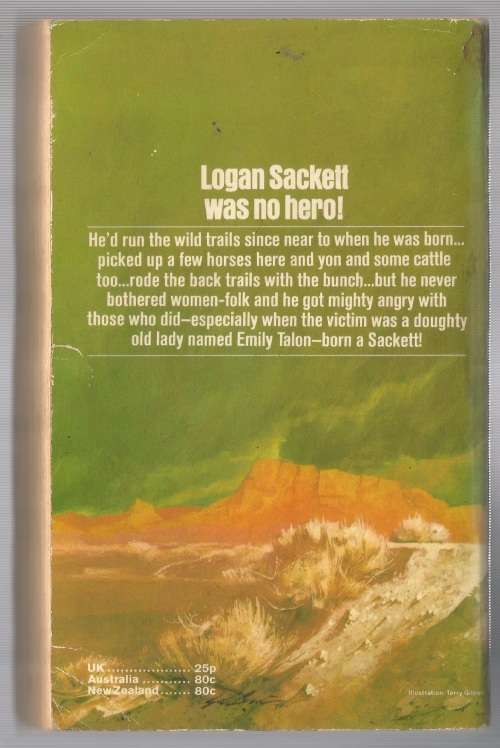 Logan Sackett
was no hero!
He'd run the wild trails since near to when he was born...
picked up a few horses here and yon and some cattle
too...rode the back trails with the bunch...but he never
bothered women-folk and he got mighty angry with
those who did—especially when the victim was a doughty
old lady named Emily Talon—born a Sackett!
UK.................... 25p
Australia ........... 80c
New Zealand....... 80c
Illustration: Terry